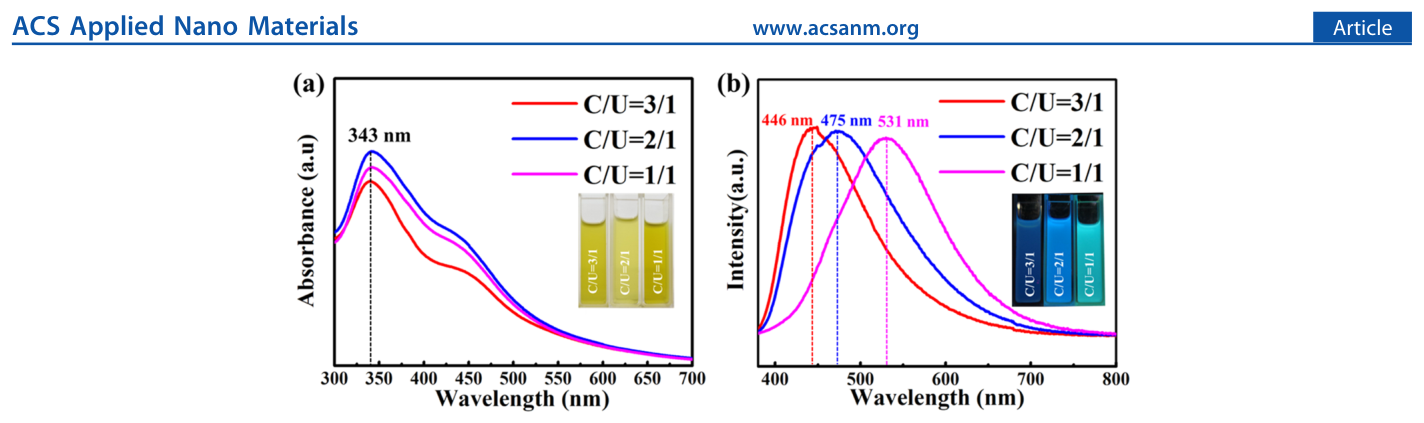 ACS Applied Nano Materials
www.acsanm.org
Article
(a)
343 nm
C/U=3/1
C/U=2/1
C/U=1/1
C/U=3/1
C/U=2/1
C/U=1/1
Absorbance (a.u)
300 350 400 450 500 550 600 650 700
Wavelength (nm)
(b)
446 nm
475 nm
531 nm
C/U=3/1
C/U=2/1
C/U=1/1
C/U=3/1
C/U=2/1
C/U=1/1
Intensity(a.u.)
400 500 600 700 800
Wavelength (nm)